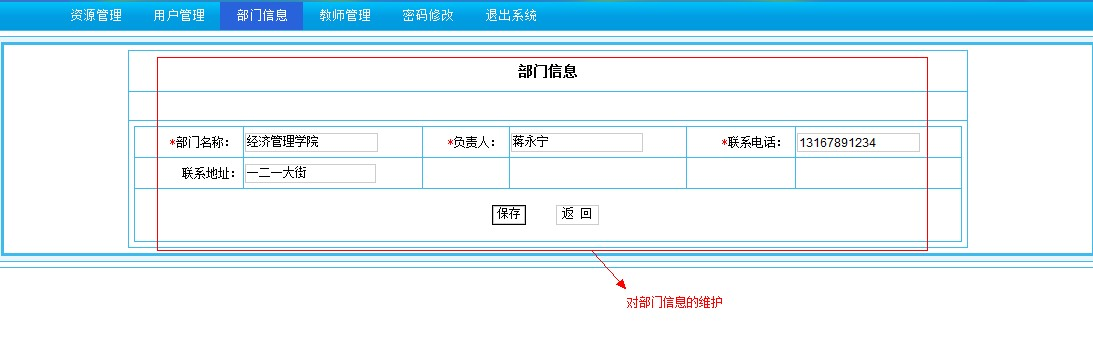 资源管理 用户管理 部门信息 教师管理 密码修改 退出系统
部门信息
*部门名称： 经济管理学院 *负责人： 蒋永宁 *联系电话： 13167891234
联系地址： 一二一大街
保存 返 回
对部门信息的维护